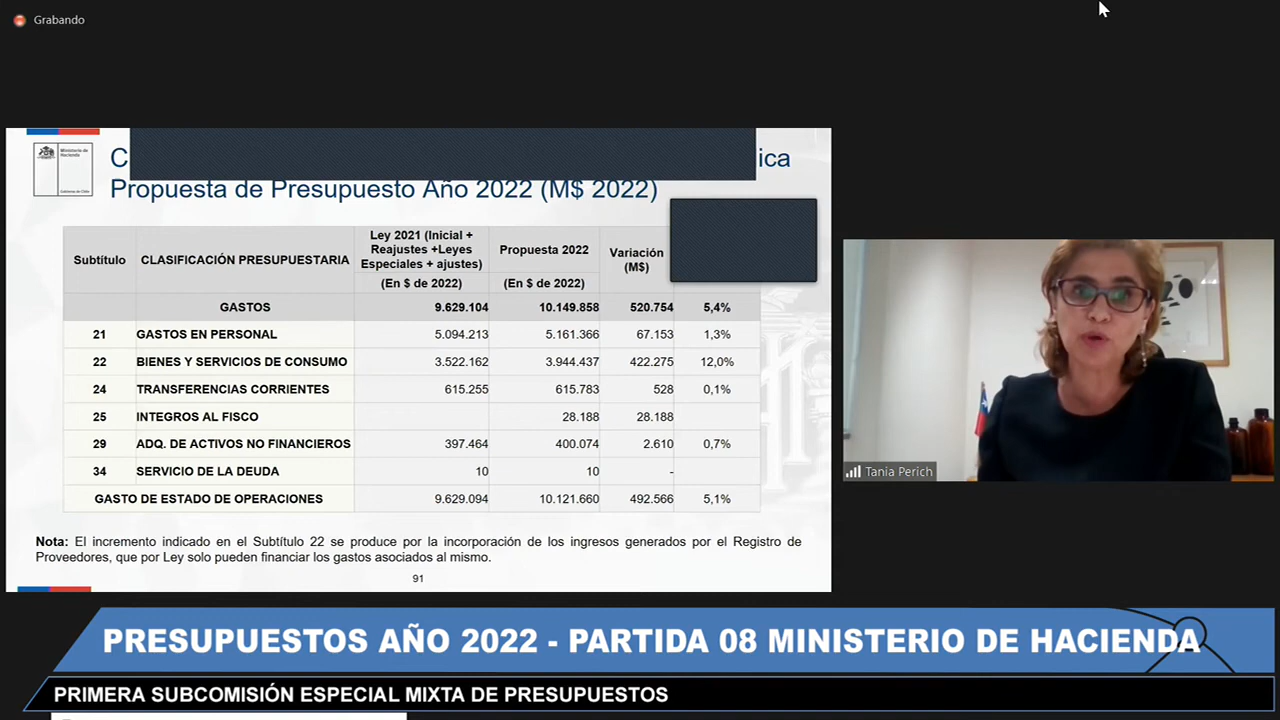 Grabando
Ministerio de
Hacienda
Gobierno de Chile
ica
Propuesta de Presupuesto Año 2022 (M$ 2022)
Subtítulo CLASIFICACIÓN PRESUPUESTARIA Ley 2021 (Inicial + Reajustes +Leyes Especiales + ajustes) Propuesta 2022 Variación (M$)
(En $ de 2022) (En $ de 2022)
GASTOS 9.629.104 10.149.858 520.754 5,4%
21 GASTOS EN PERSONAL 5.094.213 5.161.366 67.153 1,3%
22 BIENES Y SERVICIOS DE CONSUMO 3.522.162 3.944.437 422.275 12,0%
24 TRANSFERENCIAS CORRIENTES 615.255 615.783 528 0,1%
25 INTEGROS AL FISCO 28.188 28.188
29 ADQ. DE ACTIVOS NO FINANCIEROS 397.464 400.074 2.610 0,7%
34 SERVICIO DE LA DEUDA 10 10 -
GASTO DE ESTADO DE OPERACIONES 9.629.094 10.121.660 492.566 5,1%
Nota: El incremento indicado en el Subtítulo 22 se produce por la incorporación de los ingresos generados por el Registro de
Proveedores, que por Ley solo pueden financiar los gastos asociados al mismo.
91
Tania Perich
PRESUPUESTOS AÑO 2022 - PARTIDA 08 MINISTERIO DE HACIENDA
PRIMERA SUBCOMISIÓN ESPECIAL MIXTA DE PRESUPUESTOS